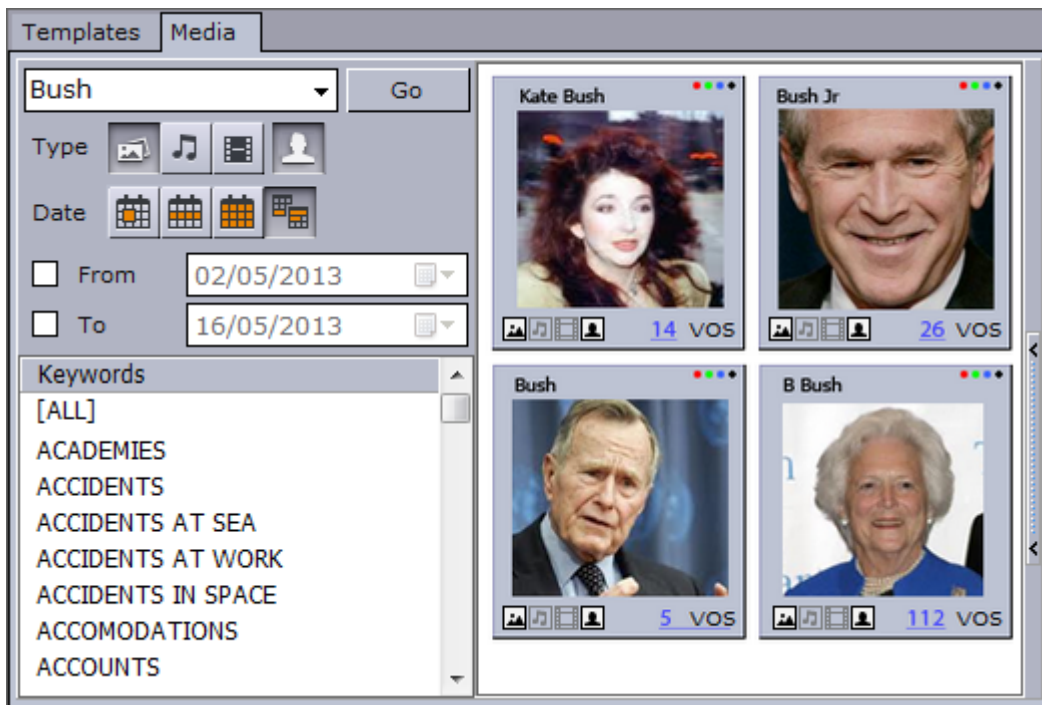 Templates Media
Bush Go
Type
Date
From 02/05/2013
To 16/05/2013
Keywords
[ALL]
ACADEMIES
ACCIDENTS
ACCIDENTS AT SEA
ACCIDENTS AT WORK
ACCIDENTS IN SPACE
ACCOMODATIONS
ACCOUNTS
Kate Bush
14 VOS
Bush Jr
26 VOS
Bush
5 VOS
B Bush
112 VOS